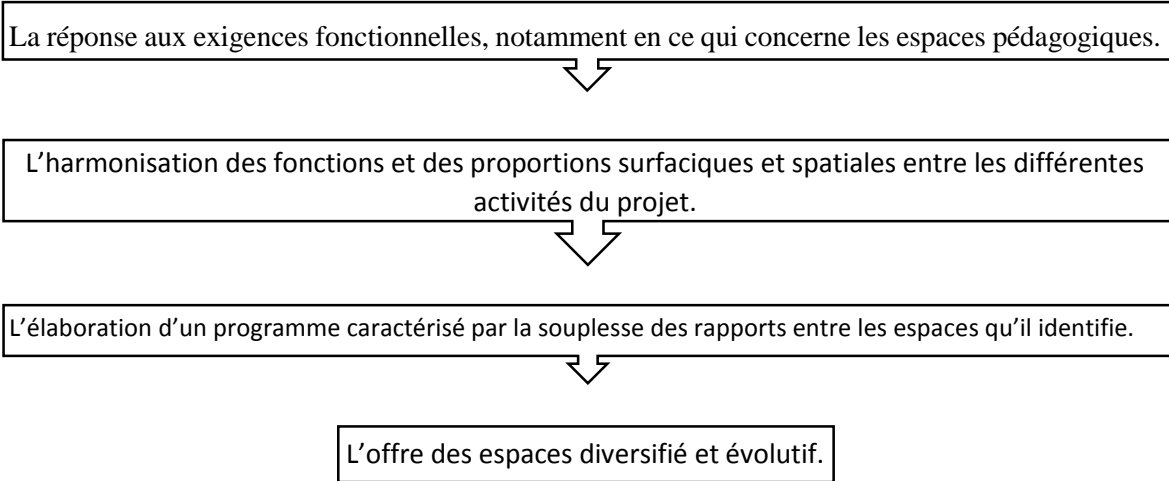 La réponse aux exigences fonctionnelles, notamment en ce qui concerne les espaces pédagogiques.
L’harmonisation des fonctions et des proportions surfaciques et spatiales entre les différentes
activités du projet.
L’élaboration d’un programme caractérisé par la souplesse des rapports entre les espaces qu’il identifie.
L’offre des espaces diversifié et évolutif.